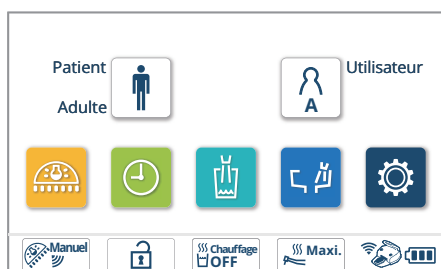 Patient
Utilisateur
Adulte
A
Manuel
Chauffage
OFF
Maxi.